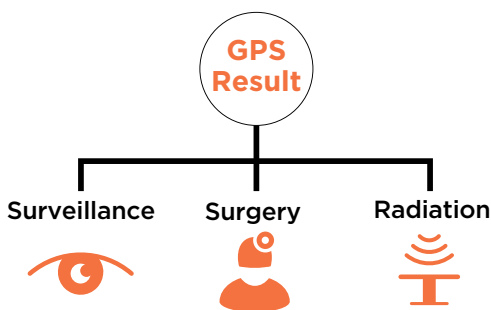 GPS
Result
Surveillance
Surgery
Radiation